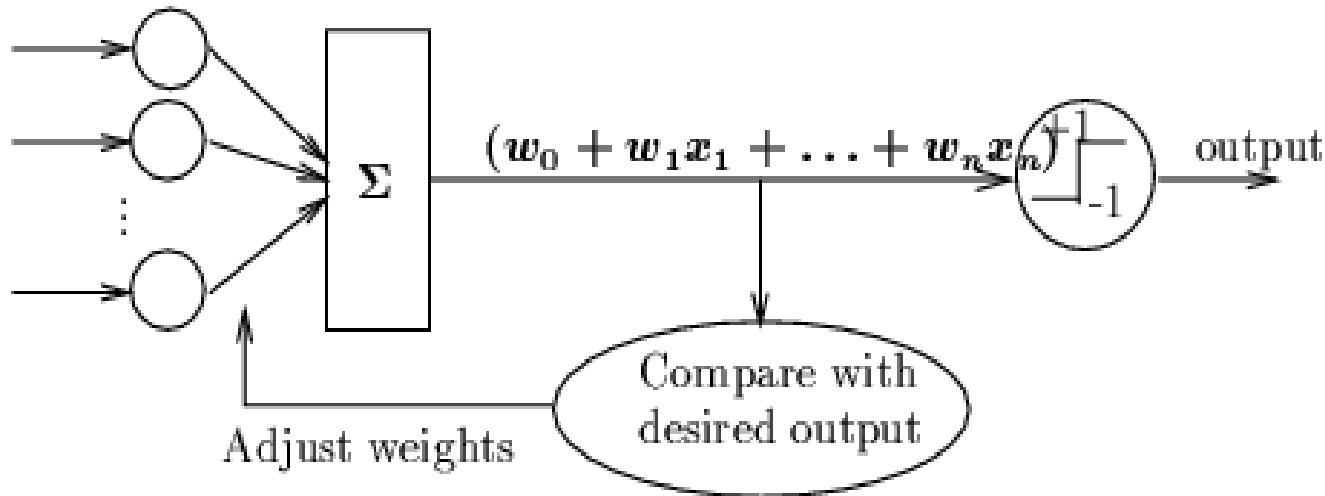 (w₀ + w₁x₁ + ... + wₙxₙ)
+1
-1
output
Σ
⋮
Compare with
desired output
Adjust weights